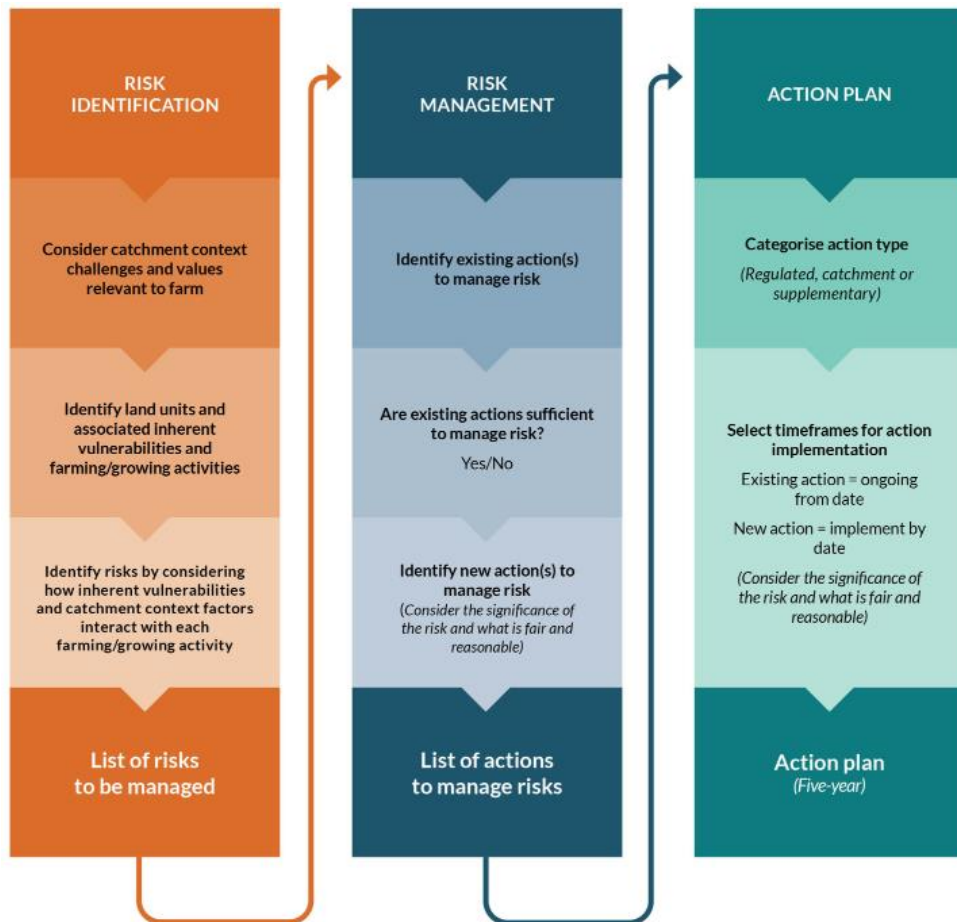 RISK
IDENTIFICATION
Consider catchment context
challenges and values
relevant to farm
Identify land units and
associated inherent
vulnerabilities and
farming/growing activities
Identify risks by considering
how inherent vulnerabilities
and catchment context factors
interact with each
farming/growing activity
List of risks
to be managed
RISK
MANAGEMENT
Identify existing action(s)
to manage risk
Are existing actions sufficient
to manage risk?
Yes/No
Identify new action(s) to
manage risk
(Consider the significance of
the risk and what is fair and
reasonable)
List of actions
to manage risks
ACTION PLAN
Categorise action type
(Regulated, catchment or
supplementary)
Select timeframes for action
implementation
Existing action = ongoing
from date
New action = implement by
date
(Consider the significance of
the risk and what is fair and
reasonable)
Action plan
(Five-year)